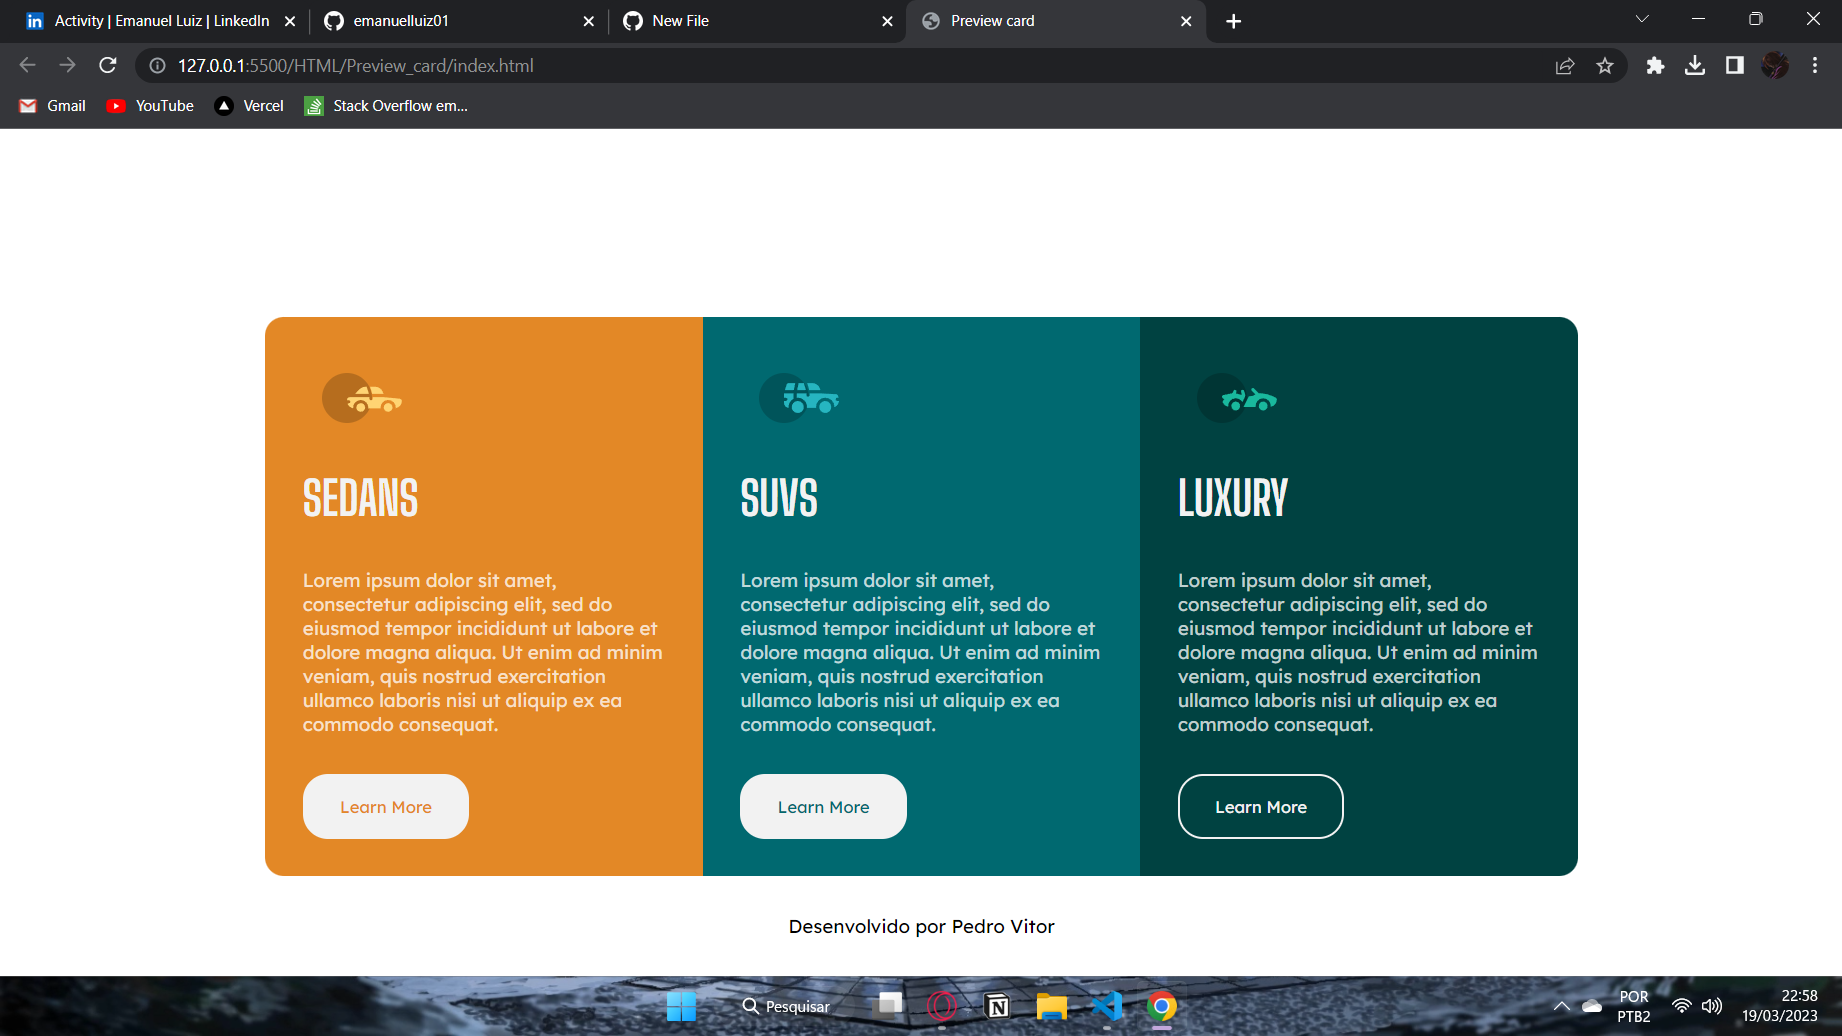 Activity | Emanuel Luiz | LinkedIn
emanuelluiz01
New File
Preview card
127.0.0.1:5500/HTML/Preview_card/index.html
Gmail
YouTube
Vercel
Stack Overflow em...
SEDANS
Lorem ipsum dolor sit amet,
consectetur adipiscing elit, sed do
eiusmod tempor incididunt ut labore et
dolore magna aliqua. Ut enim ad minim
veniam, quis nostrud exercitation
ullamco laboris nisi ut aliquip ex ea
commodo consequat.
Learn More
SUVS
Lorem ipsum dolor sit amet,
consectetur adipiscing elit, sed do
eiusmod tempor incididunt ut labore et
dolore magna aliqua. Ut enim ad minim
veniam, quis nostrud exercitation
ullamco laboris nisi ut aliquip ex ea
commodo consequat.
Learn More
LUXURY
Lorem ipsum dolor sit amet,
consectetur adipiscing elit, sed do
eiusmod tempor incididunt ut labore et
dolore magna aliqua. Ut enim ad minim
veniam, quis nostrud exercitation
ullamco laboris nisi ut aliquip ex ea
commodo consequat.
Learn More
Desenvolvido por Pedro Vitor
Pesquisar
POR
PTB2
22:58
19/03/2023